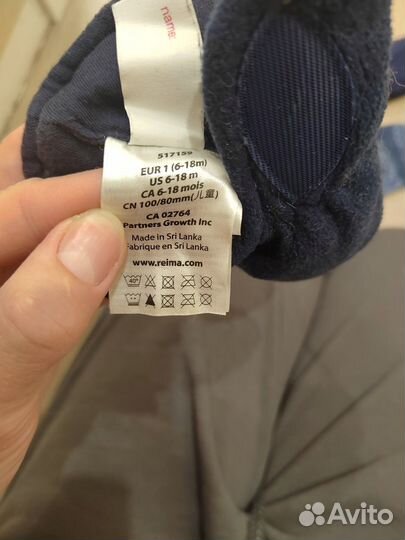 name:
517159
EUR 1 (6-18m)
US 6-18 m
CA 6-18 mois
CN 100/80mm(儿童)
CA 02764
Partners Growth Inc
Made in Sri Lanka
Fabrique en Sri Lanka
www.reima.com
40°
Avito